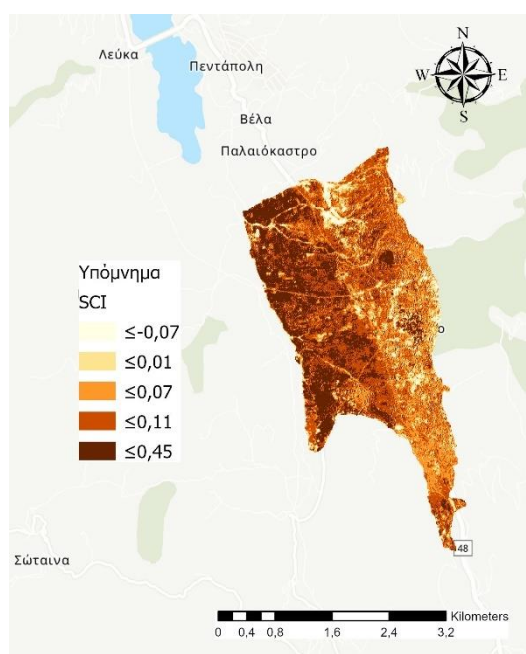 Λεύκα
Πεντάπολη
Βέλα
Παλαιόκαστρο
N
W
E
S
Υπόμνημα
SCI
≤-0,07
≤0,01
≤0,07
≤0,11
≤0,45
48
Σώταινα
Kilometers
0 0,4 0,8 1,6 2,4 3,2